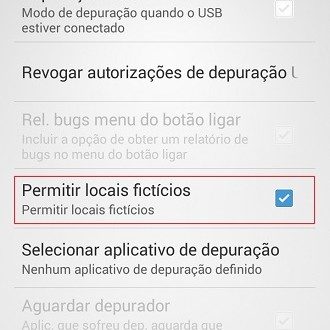 Modo de depuração quando o USB
estiver conectado
Revogar autorizações de depuração
Rel. bugs menu do botão ligar
Incluir a opção de obter um relatório de
bugs no menu do botão ligar
Permitir locais fictícios
Permitir locais fictícios
Selecionar aplicativo de depuração
Nenhum aplicativo de depuração definido
Aguardar depurador
Aplic. que sofreu dep. aguarda que